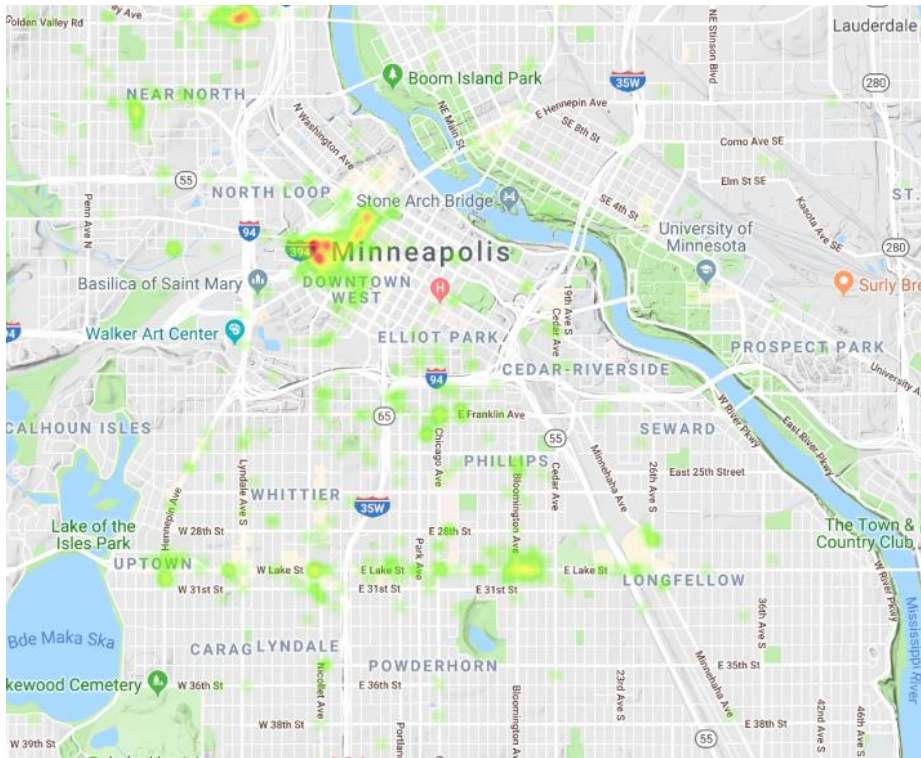 Golden Valley Rd
ay Ave
Lauderdale
NE Stinson Blvd
Boom Island Park
35W
280
NEAR NORTH
N Washington Ave
NE Main St
E Hennepin Ave
SE 8th St
Como Ave SE
55
NORTH LOOP
Elm St SE
Penn Ave N
Stone Arch Bridge
SE 4th St
Kasota Ave SE
ST
94
University of
Minnesota
394
Minneapolis
280
Basilica of Saint Mary
DOWNTOWN
WEST
H
19th Ave S
Cedar Ave
Surly Bre
Walker Art Center
ELLIOT PARK
PROSPECT PARK
94
CEDAR-RIVERSIDE
University A
65
E Franklin Ave
W River Pkwy
East River Pkwy
CALHOUN ISLES
55
SEWARD
Hennepin Ave
Lyndale Ave S
Chicago Ave
PHILLIPS
Cedar Ave
Minnehaha Ave
26th Ave S
East 25th Street
WHITTIER
Bloomington Ave
35W
Lake of the
Isles Park
W 28th St
E 28th St
The Town &
Country Club
UPTOWN
W Lake St
E Lake St
Park Ave
E Lake St
W River Pkwy
W 31st St
E 31st St
E 31st St
LONGFELLOW
Mississippi River
36th Ave S
Bde Maka Ska
CARAG
LYNDALE
POWDERHORN
Minnehaha Ave
E 35th St
kewood Cemetery
W 36th St
Nicollet Ave
E 36th St
Bloomington Ave
23rd Ave S
W 38th St
Portlan
E 38th St
42nd Ave S
46th Ave S
W 39th St
55